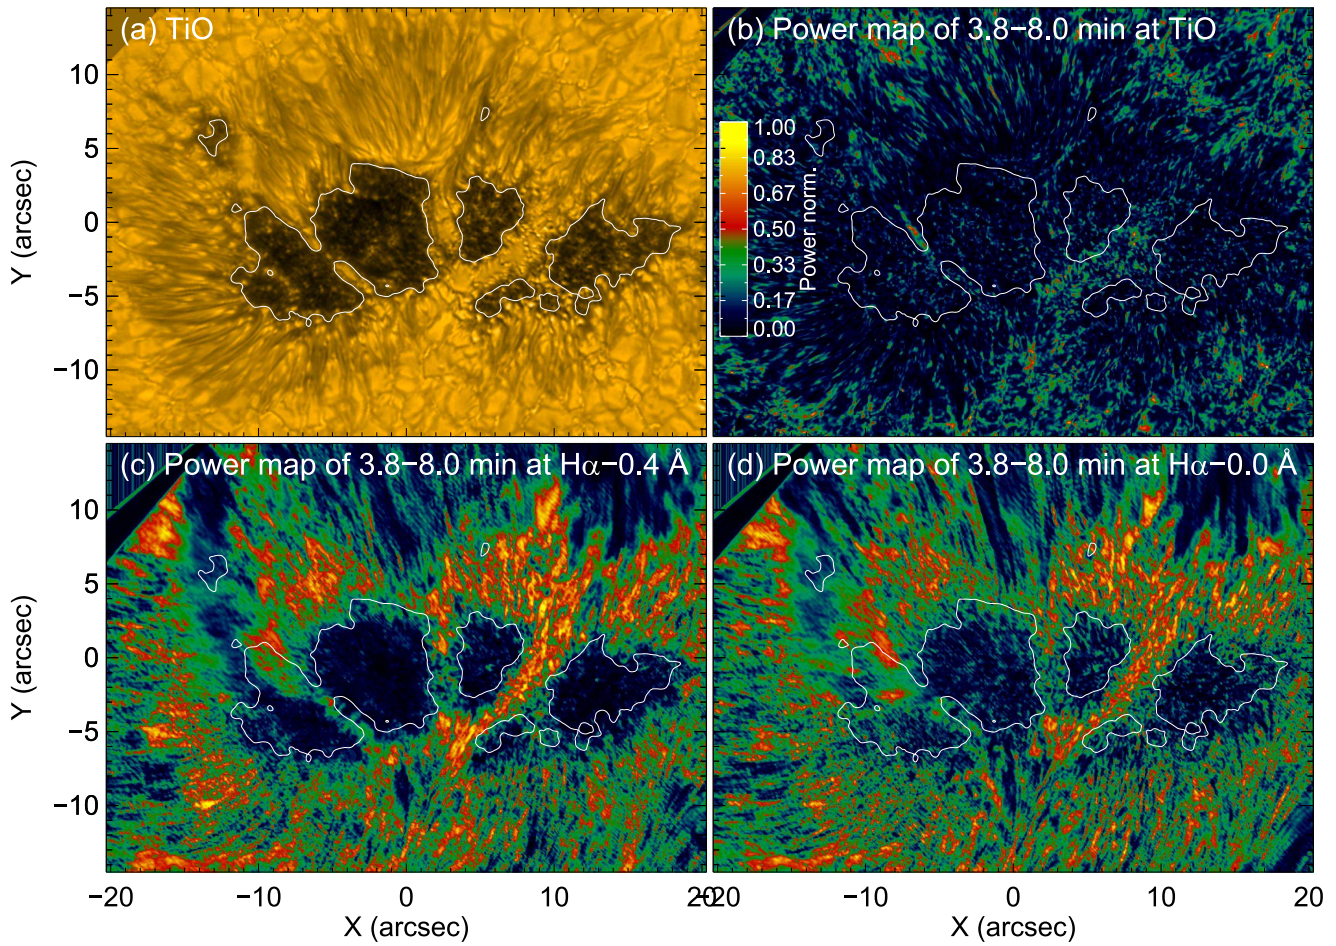 (a) TiO
(b) Power map of 3.8−8.0 min at TiO
10
5
0
−5
−10
Y (arcsec)
1.00
0.83
0.67
0.50
0.33
0.17
0.00
Power norm.
(c) Power map of 3.8−8.0 min at Hα−0.4 Å
(d) Power map of 3.8−8.0 min at Hα−0.0 Å
10
5
0
−5
−10
Y (arcsec)
−20 −10 0 10 20
−10 0 10 20
X (arcsec)
X (arcsec)